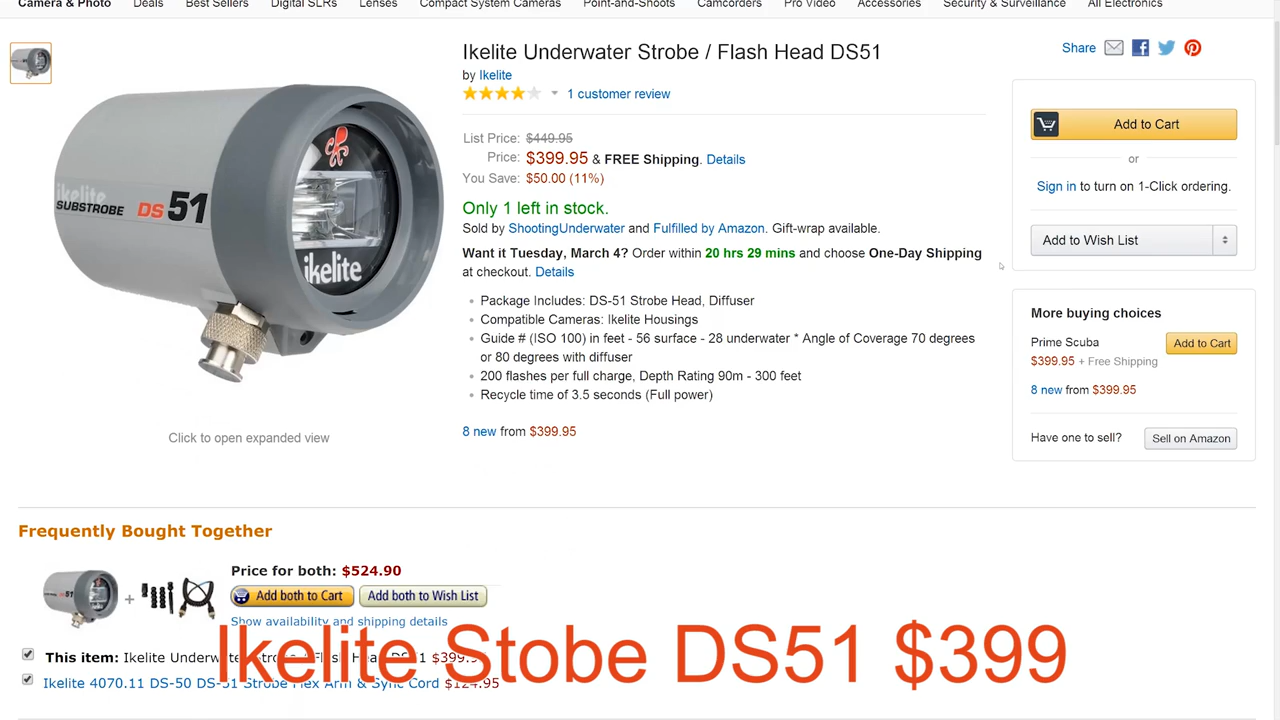 Camera & Photo Deals Best Sellers Digital SLRs Lenses Compact System Cameras Point-and-Shoots Camcorders Pro Video Accessories Security & Surveillance All Electronics
Ikelite Underwater Strobe / Flash Head DS51
by Ikelite
1 customer review
List Price: $449.95
Price: $399.95 & FREE Shipping. Details
You Save: $50.00 (11%)
Only 1 left in stock.
Sold by ShootingUnderwater and Fulfilled by Amazon. Gift-wrap available.
Want it Tuesday, March 4? Order within 20 hrs 29 mins and choose One-Day Shipping
at checkout. Details
Package Includes: DS-51 Strobe Head, Diffuser
Compatible Cameras: Ikelite Housings
Guide # (ISO 100) in feet - 56 surface - 28 underwater * Angle of Coverage 70 degrees
or 80 degrees with diffuser
200 flashes per full charge, Depth Rating 90m - 300 feet
Recycle time of 3.5 seconds (Full power)
8 new from $399.95
ikelite
SUBSTROBE DS 51
ikelite
Click to open expanded view
Share
Add to Cart
or
Sign in to turn on 1-Click ordering.
Add to Wish List
More buying choices
Prime Scuba
Add to Cart
$399.95 + Free Shipping
8 new from $399.95
Have one to sell?
Sell on Amazon
Frequently Bought Together
Price for both: $524.90
Add both to Cart Add both to Wish List
Show availability and shipping details
This item: Ikelite Underwater Strobe / Flash Head DS51 $399.95
Ikelite 4070.11 DS-50 DS-51 Strobe Flex Arm & Sync Cord $124.95
Ikelite Stobe DS51 $399